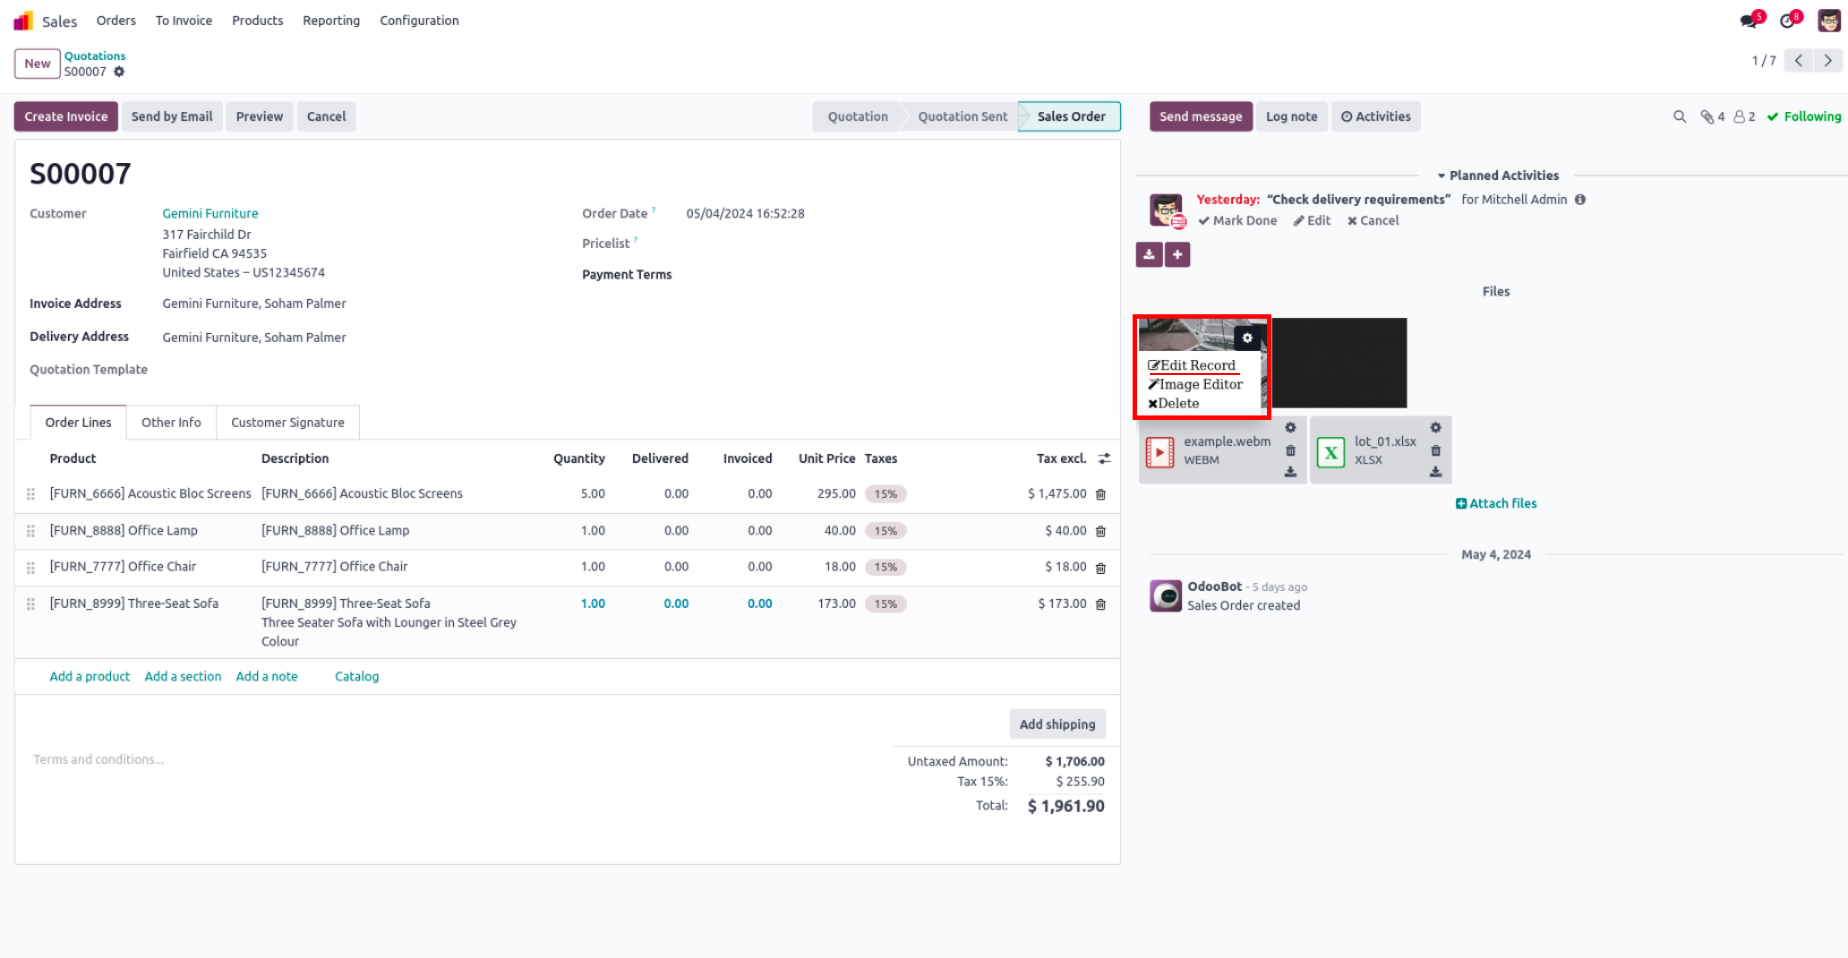 Sales Orders To Invoice Products Reporting Configuration 5 8
New Quotations
S00007
1 / 7
Create Invoice Send by Email Preview Cancel Quotation Quotation Sent Sales Order Send message Log note Activities 4 2 Following
S00007
Planned Activities
Yesterday: “Check delivery requirements” for Mitchell Admin
Mark Done Edit Cancel
Customer Gemini Furniture
317 Fairchild Dr
Fairfield CA 94535
United States – US12345674
Order Date ? 05/04/2024 16:52:28
Pricelist ?
Payment Terms
Invoice Address Gemini Furniture, Soham Palmer
Delivery Address Gemini Furniture, Soham Palmer
Quotation Template
Files
Edit Record
Image Editor
Delete
example.webm
WEBM
lot_01.xlsx
XLSX
Attach files
Order Lines Other Info Customer Signature
Product Description Quantity Delivered Invoiced Unit Price Taxes Tax excl.
[FURN_6666] Acoustic Bloc Screens [FURN_6666] Acoustic Bloc Screens 5.00 0.00 0.00 295.00 15% $ 1,475.00
[FURN_8888] Office Lamp [FURN_8888] Office Lamp 1.00 0.00 0.00 40.00 15% $ 40.00
[FURN_7777] Office Chair [FURN_7777] Office Chair 1.00 0.00 0.00 18.00 15% $ 18.00
[FURN_8999] Three-Seat Sofa [FURN_8999] Three-Seat Sofa 1.00 0.00 0.00 173.00 15% $ 173.00
Three Seater Sofa with Lounger in Steel Grey
Colour
Add a product Add a section Add a note Catalog
May 4, 2024
OdooBot - 5 days ago
Sales Order created
Add shipping
Terms and conditions...
Untaxed Amount: $ 1,706.00
Tax 15%: $ 255.90
Total: $ 1,961.90